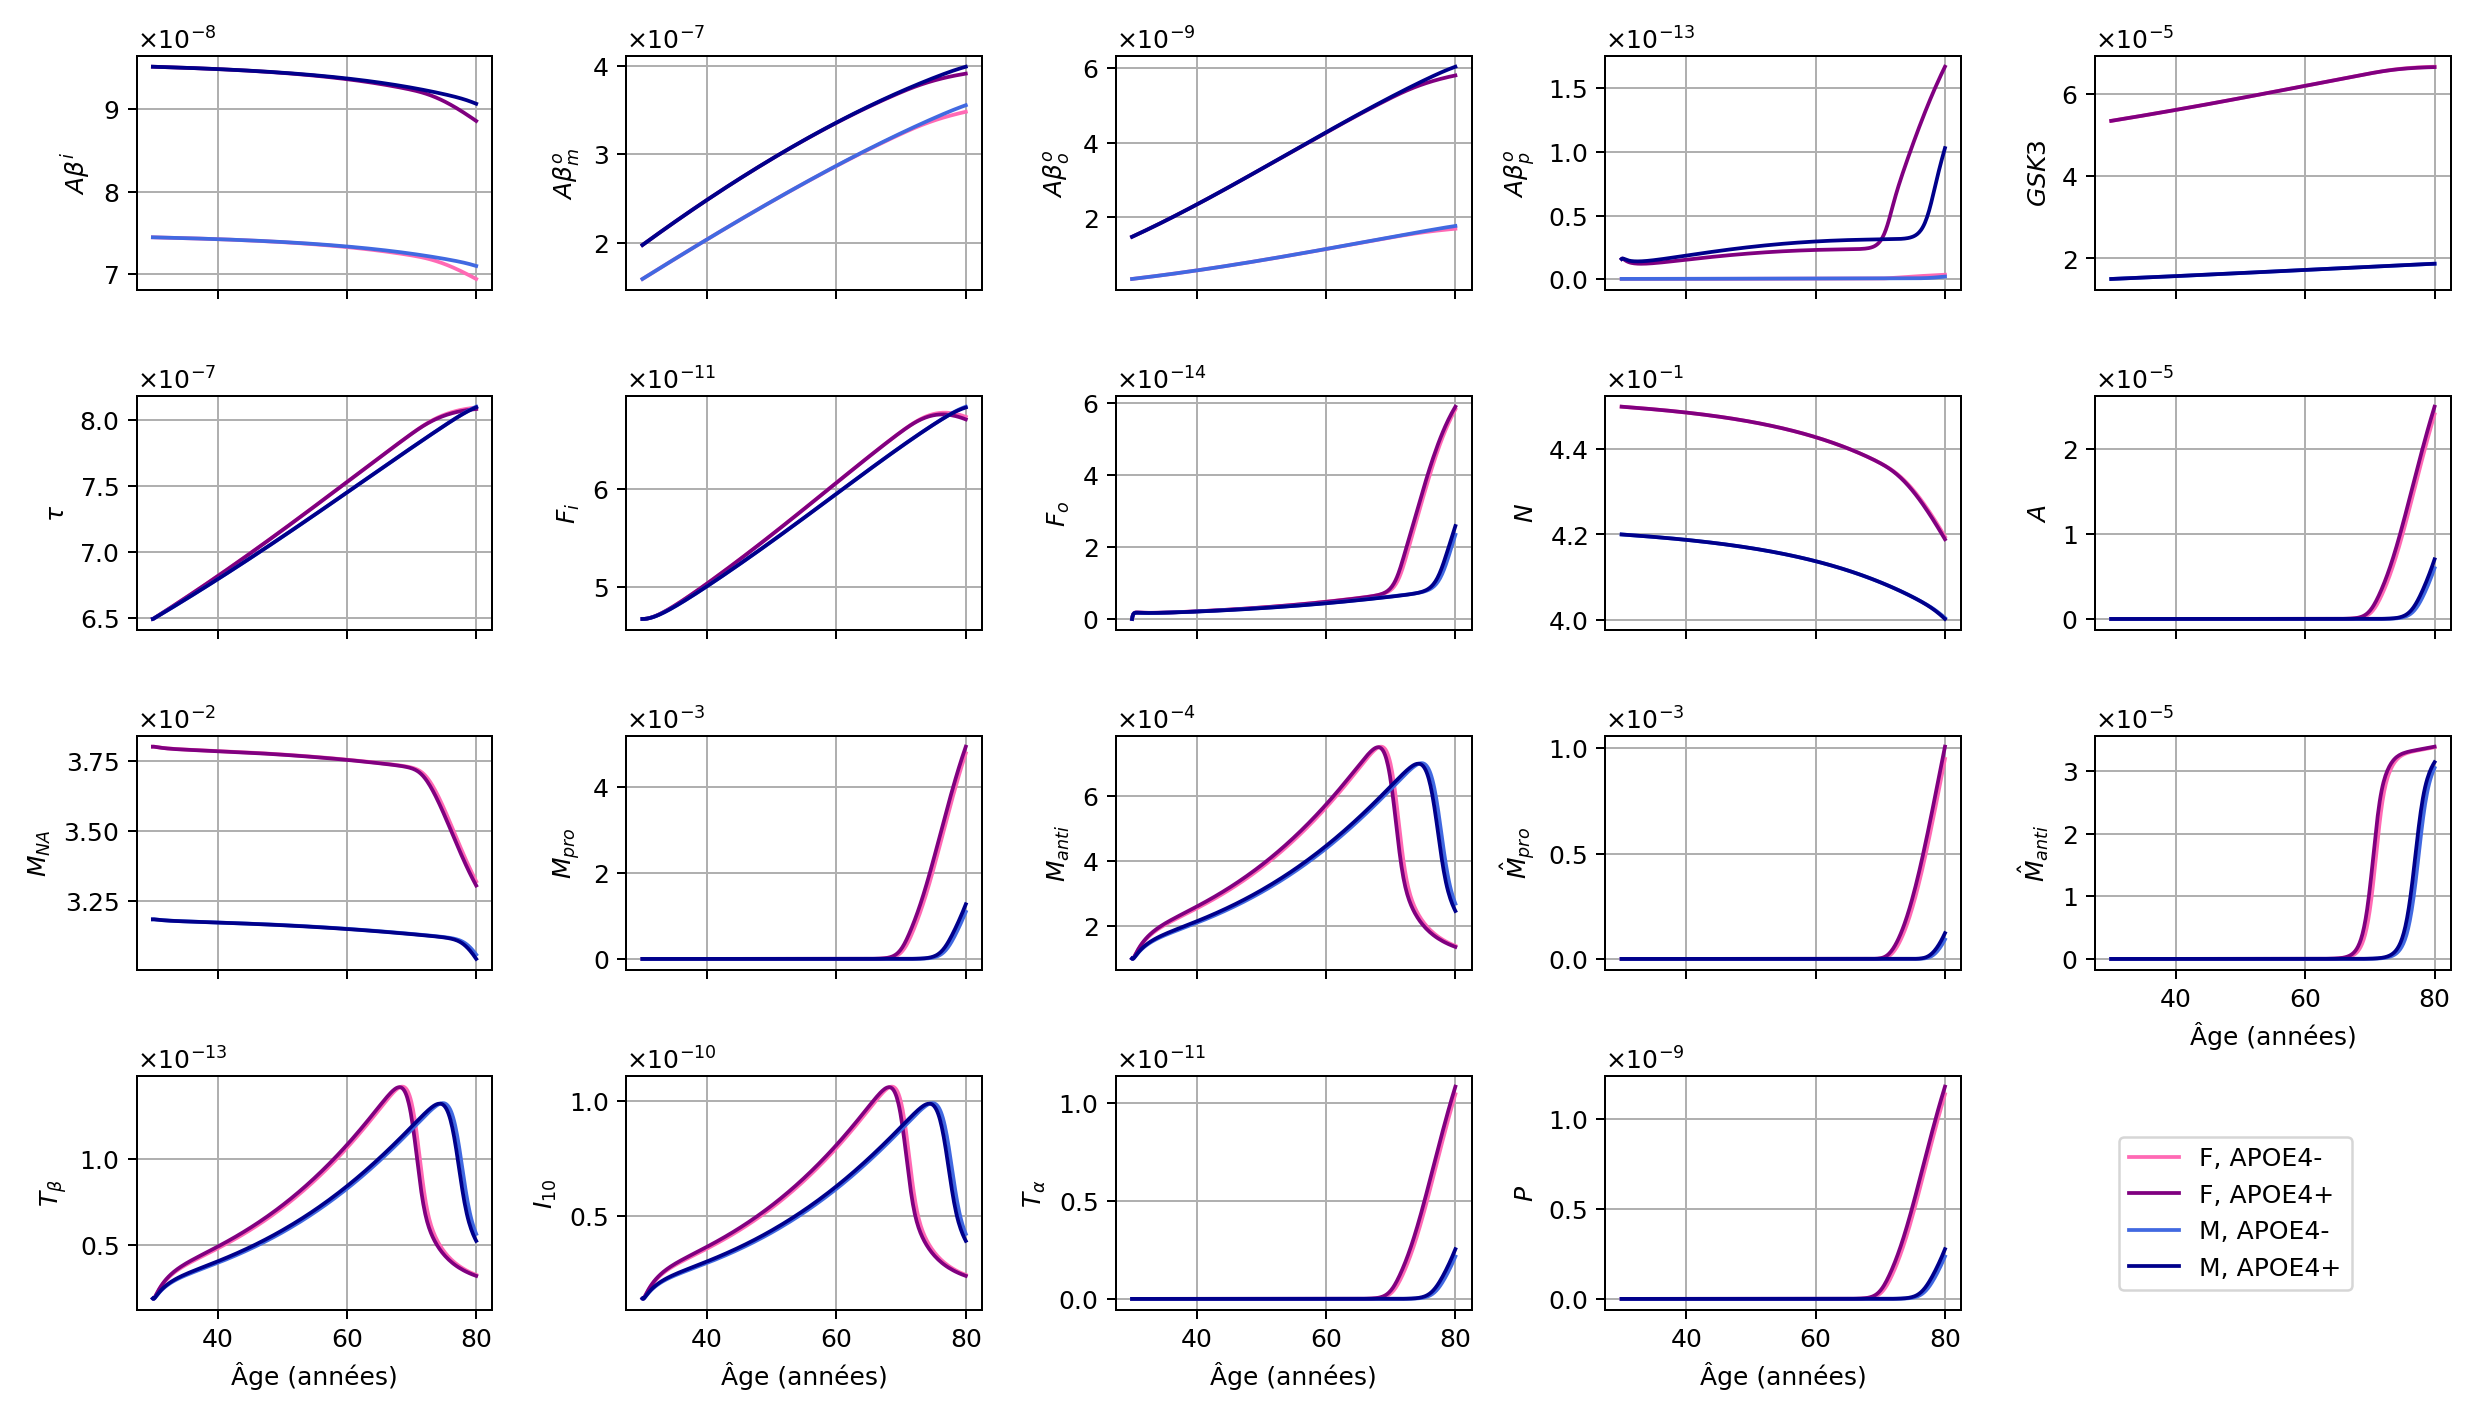 ×10⁻⁸ ×10⁻⁷ ×10⁻⁹ ×10⁻¹³ ×10⁻⁵
Aβⁱ 9 8 7
Aβₘᵒ 4 3 2
Aβₒᵒ 6 4 2
Aβₚᵒ 1.5 1.0 0.5 0.0
GSK3 6 4 2
×10⁻⁷ ×10⁻¹¹ ×10⁻¹⁴ ×10⁻¹ ×10⁻⁵
τ 8.0 7.5 7.0 6.5
Fᵢ 6 5
Fₒ 6 4 2 0
N 4.4 4.2 4.0
A 2 1 0
×10⁻² ×10⁻³ ×10⁻⁴ ×10⁻³ ×10⁻⁵
M_NA 3.75 3.50 3.25
M_pro 4 2 0
M_anti 6 4 2
M̂_pro 1.0 0.5 0.0
M̂_anti 3 2 1 0
40 60 80
Âge (années)
×10⁻¹³ ×10⁻¹⁰ ×10⁻¹¹ ×10⁻⁹
T_β 1.0 0.5
I₁₀ 1.0 0.5
T_α 1.0 0.5 0.0
P 1.0 0.5 0.0
F, APOE4-
F, APOE4+
M, APOE4-
M, APOE4+
40 60 80 40 60 80 40 60 80 40 60 80
Âge (années) Âge (années) Âge (années) Âge (années)